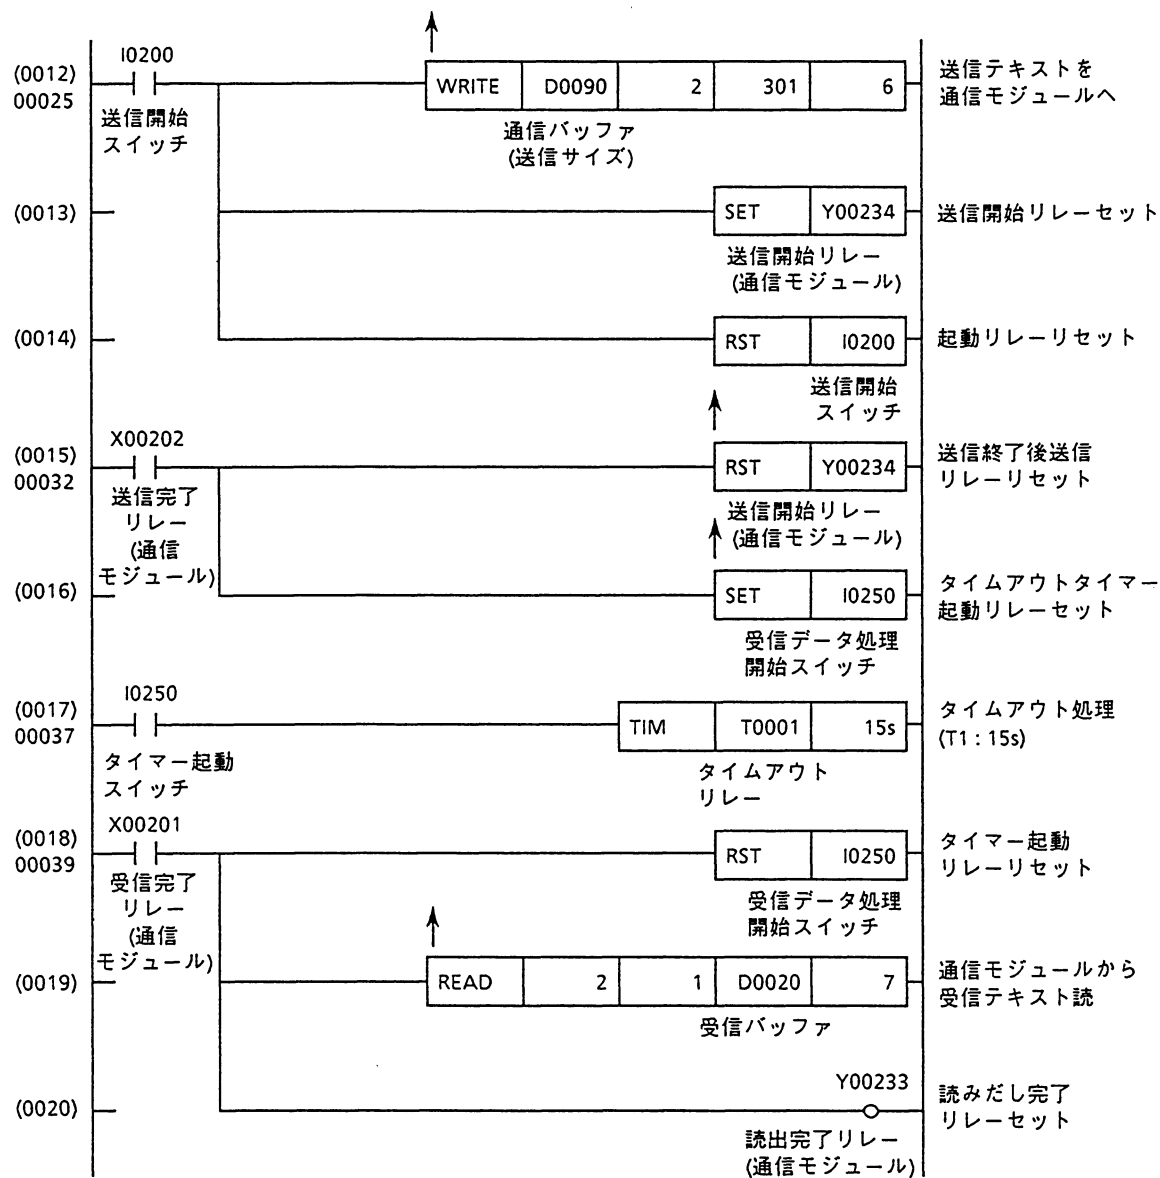 I0200
(0012)
00025
WRITE D0090 2 301 6
送信テキストを
通信モジュールへ
送信開始
スイッチ
通信バッファ
(送信サイズ)
(0013)
SET Y00234
送信開始リレーセット
送信開始リレー
(通信モジュール)
(0014)
RST I0200
起動リレーリセット
送信開始
スイッチ
X00202
(0015)
00032
RST Y00234
送信終了後送信
リレーリセット
送信完了
リレー
(通信
モジュール)
送信開始リレー
(通信モジュール)
(0016)
SET I0250
タイムアウトタイマー
起動リレーセット
受信データ処理
開始スイッチ
I0250
(0017)
00037
TIM T0001 15s
タイムアウト処理
(T1 : 15s)
タイマー起動
スイッチ
タイムアウト
リレー
X00201
(0018)
00039
RST I0250
タイマー起動
リレーリセット
受信完了
リレー
(通信
モジュール)
受信データ処理
開始スイッチ
(0019)
READ 2 1 D0020 7
通信モジュールから
受信テキスト読
受信バッファ
Y00233
(0020)
読みだし完了
リレーセット
読出完了リレー
(通信モジュール)